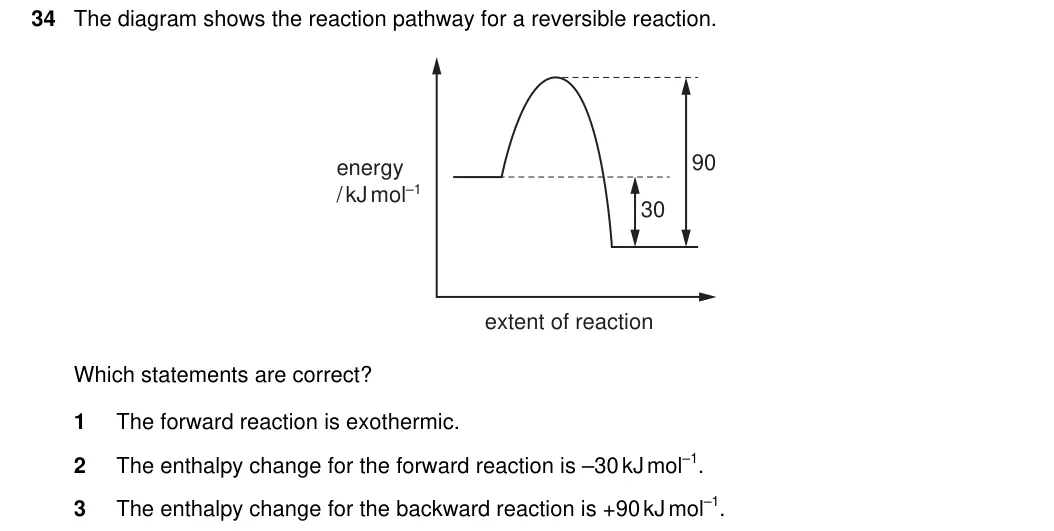 34 The diagram shows the reaction pathway for a reversible reaction.
energy
/ kJ mol⁻¹
90
30
extent of reaction
Which statements are correct?
1 The forward reaction is exothermic.
2 The enthalpy change for the forward reaction is –30 kJ mol⁻¹.
3 The enthalpy change for the backward reaction is +90 kJ mol⁻¹.